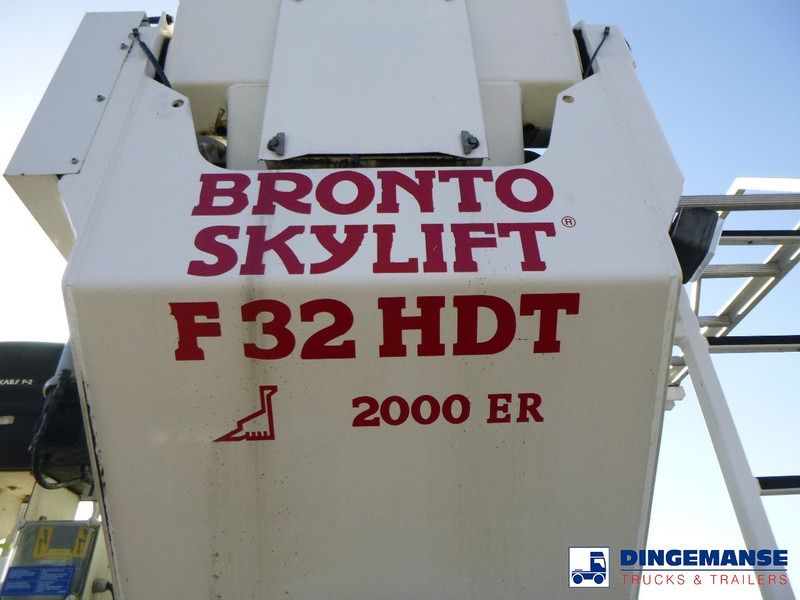 BRONTO
SKYLIFT®
F 32 HDT
2000 ER
DINGEMANSE
TRUCKS & TRAILERS